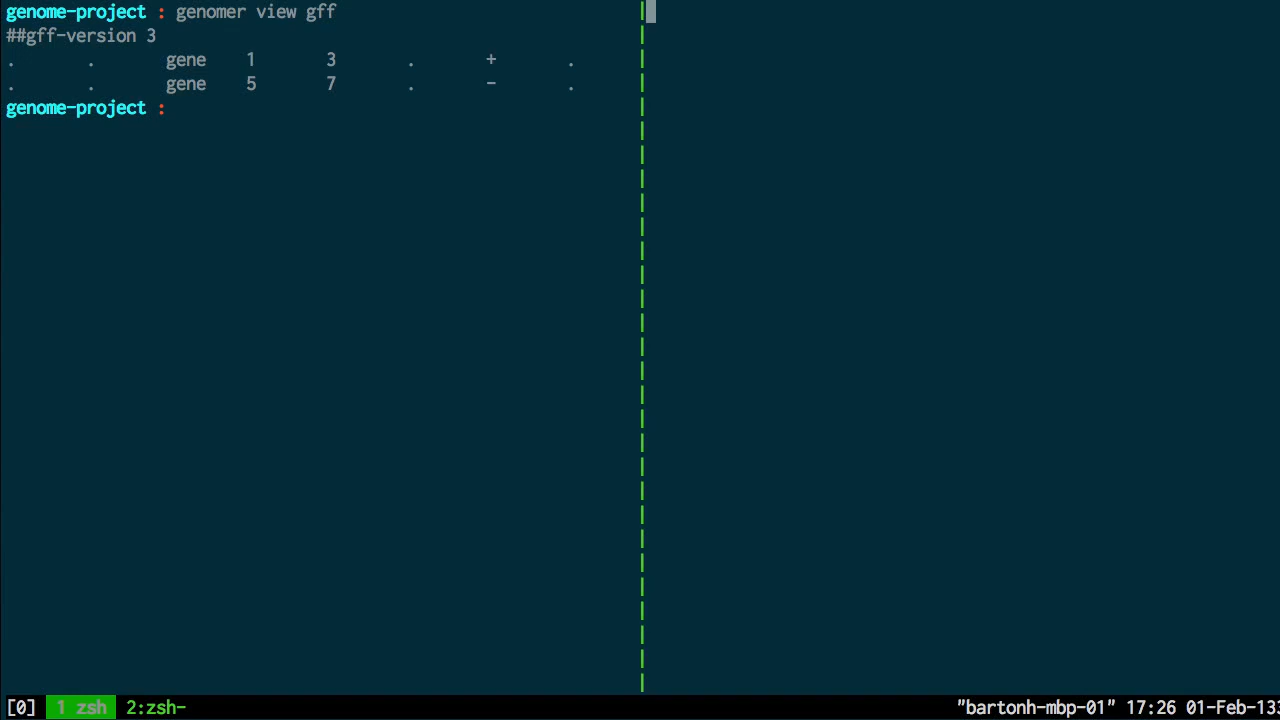 genome-project : genomer view gff
##gff-version 3
. . gene 1 3 . + .
. . gene 5 7 . - .
genome-project :
[0] 1 zsh 2:zsh- "bartonh-mbp-01" 17:26 01-Feb-13